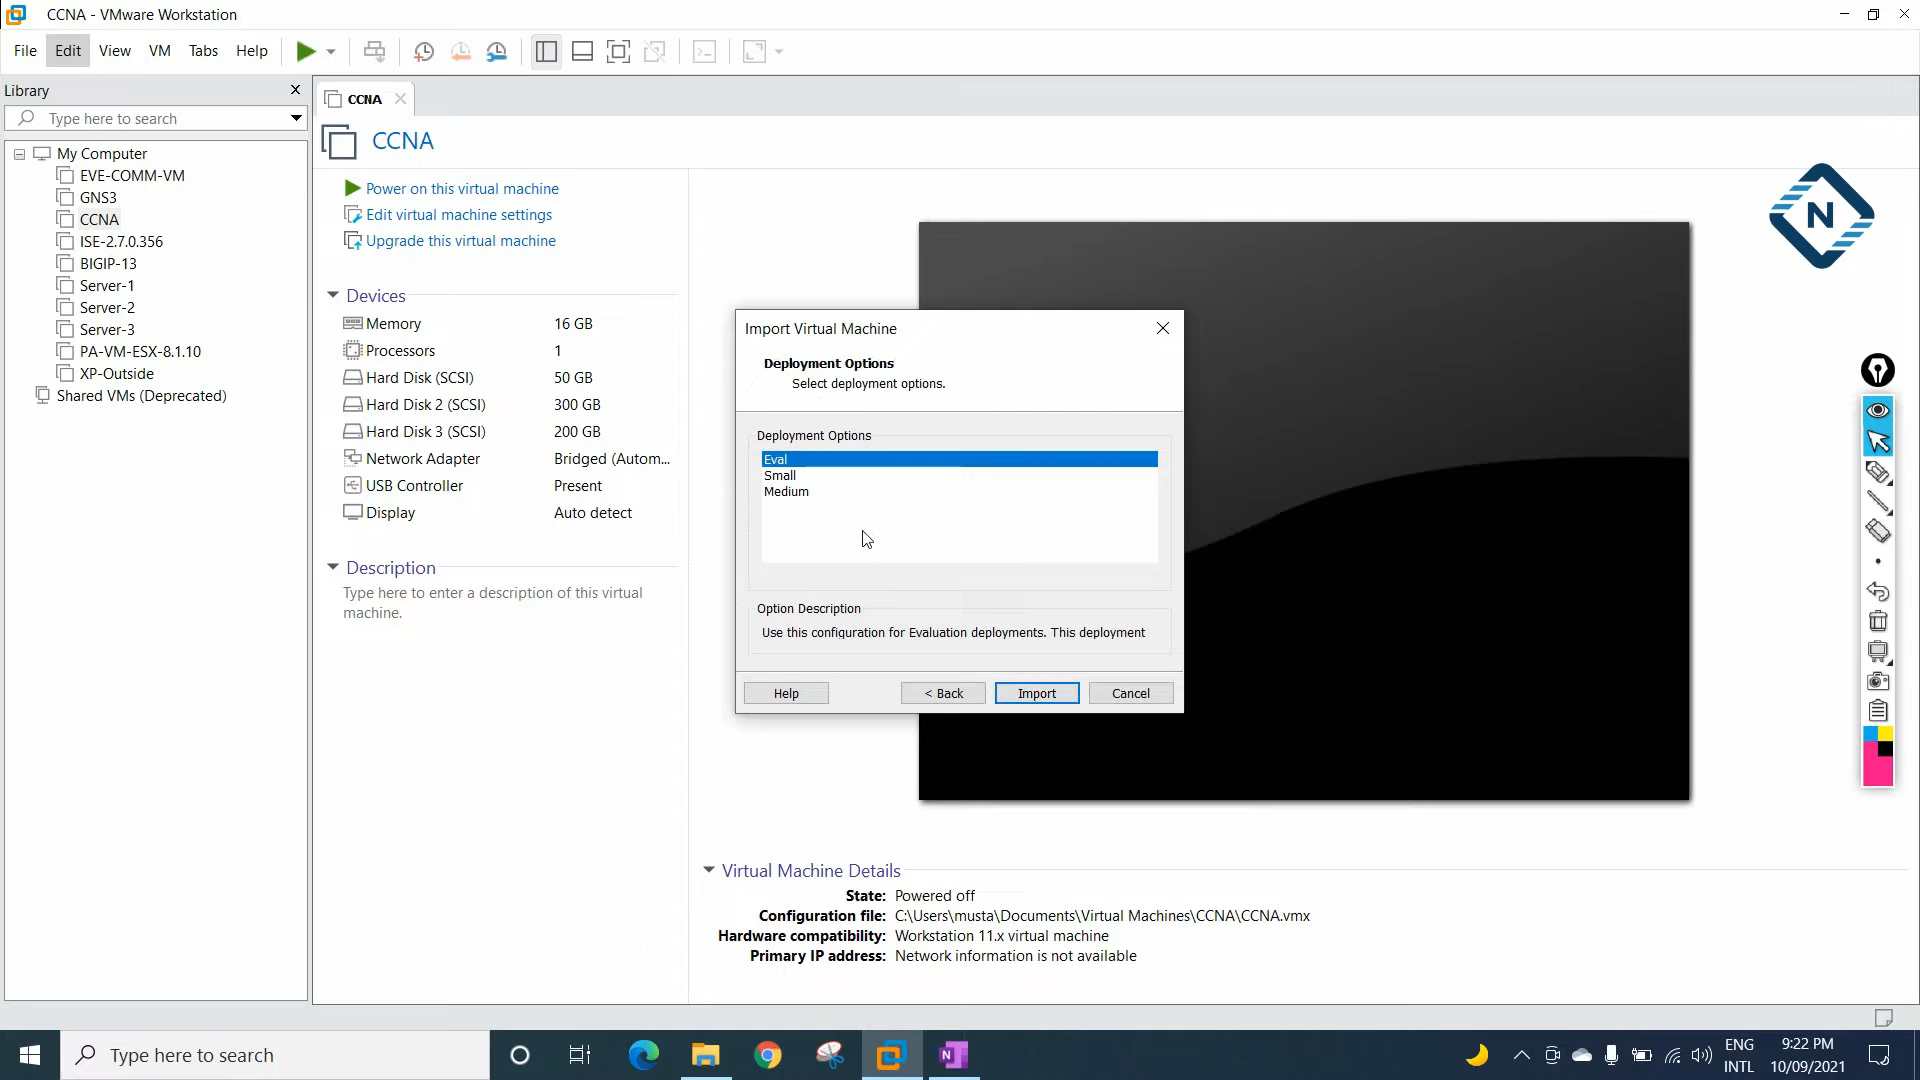 CCNA - VMware Workstation
File Edit View VM Tabs Help
Library
Type here to search
My Computer
EVE-COMM-VM
GNS3
CCNA
ISE-2.7.0.356
BIGIP-13
Server-1
Server-2
Server-3
PA-VM-ESX-8.1.10
XP-Outside
Shared VMs (Deprecated)
CCNA
CCNA
Power on this virtual machine
Edit virtual machine settings
Upgrade this virtual machine
Devices
Memory 16 GB
Processors 1
Hard Disk (SCSI) 50 GB
Hard Disk 2 (SCSI) 300 GB
Hard Disk 3 (SCSI) 200 GB
Network Adapter Bridged (Autom...
USB Controller Present
Display Auto detect
Description
Type here to enter a description of this virtual
machine.
Import Virtual Machine
Deployment Options
Select deployment options.
Deployment Options
Eval
Small
Medium
Option Description
Use this configuration for Evaluation deployments. This deployment
Help < Back Import Cancel
N
Virtual Machine Details
State: Powered off
Configuration file: C:\Users\musta\Documents\Virtual Machines\CCNA\CCNA.vmx
Hardware compatibility: Workstation 11.x virtual machine
Primary IP address: Network information is not available
Type here to search
N
ENG
INTL
9:22 PM
10/09/2021